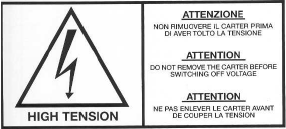 HIGH TENSION
ATTENZIONE
NON RIMUOVERE IL CARTER PRIMA
DI AVER TOLTO LA TENSIONE
ATTENTION
DO NOT REMOVE THE CARTER BEFORE
SWITCHING OFF VOLTAGE
ATTENTION
NE PAS ENLEVER LE CARTER AVANT
DE COUPER LA TENSION